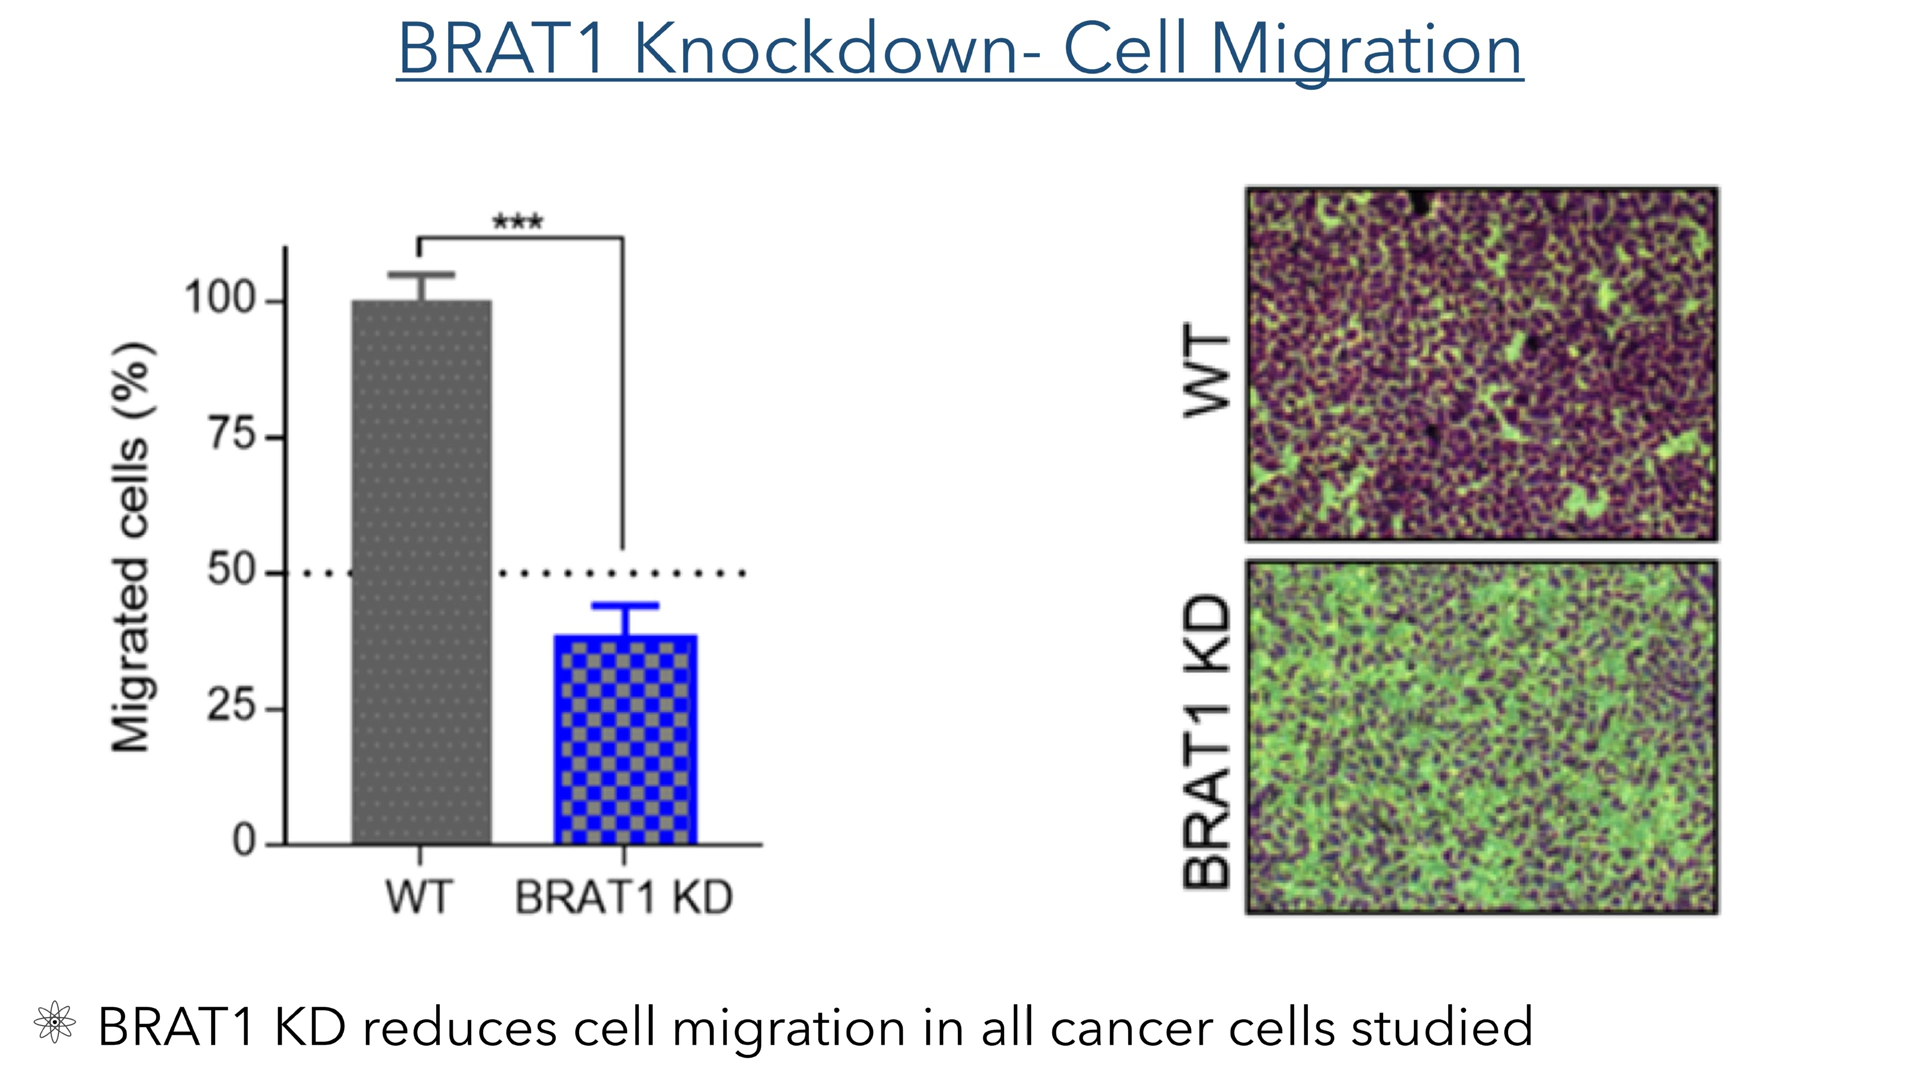 BRAT1 Knockdown- Cell Migration
***
Migrated cells (%)
100
75
50
25
0
WT
BRAT1 KD
WT
BRAT1 KD
BRAT1 KD reduces cell migration in all cancer cells studied